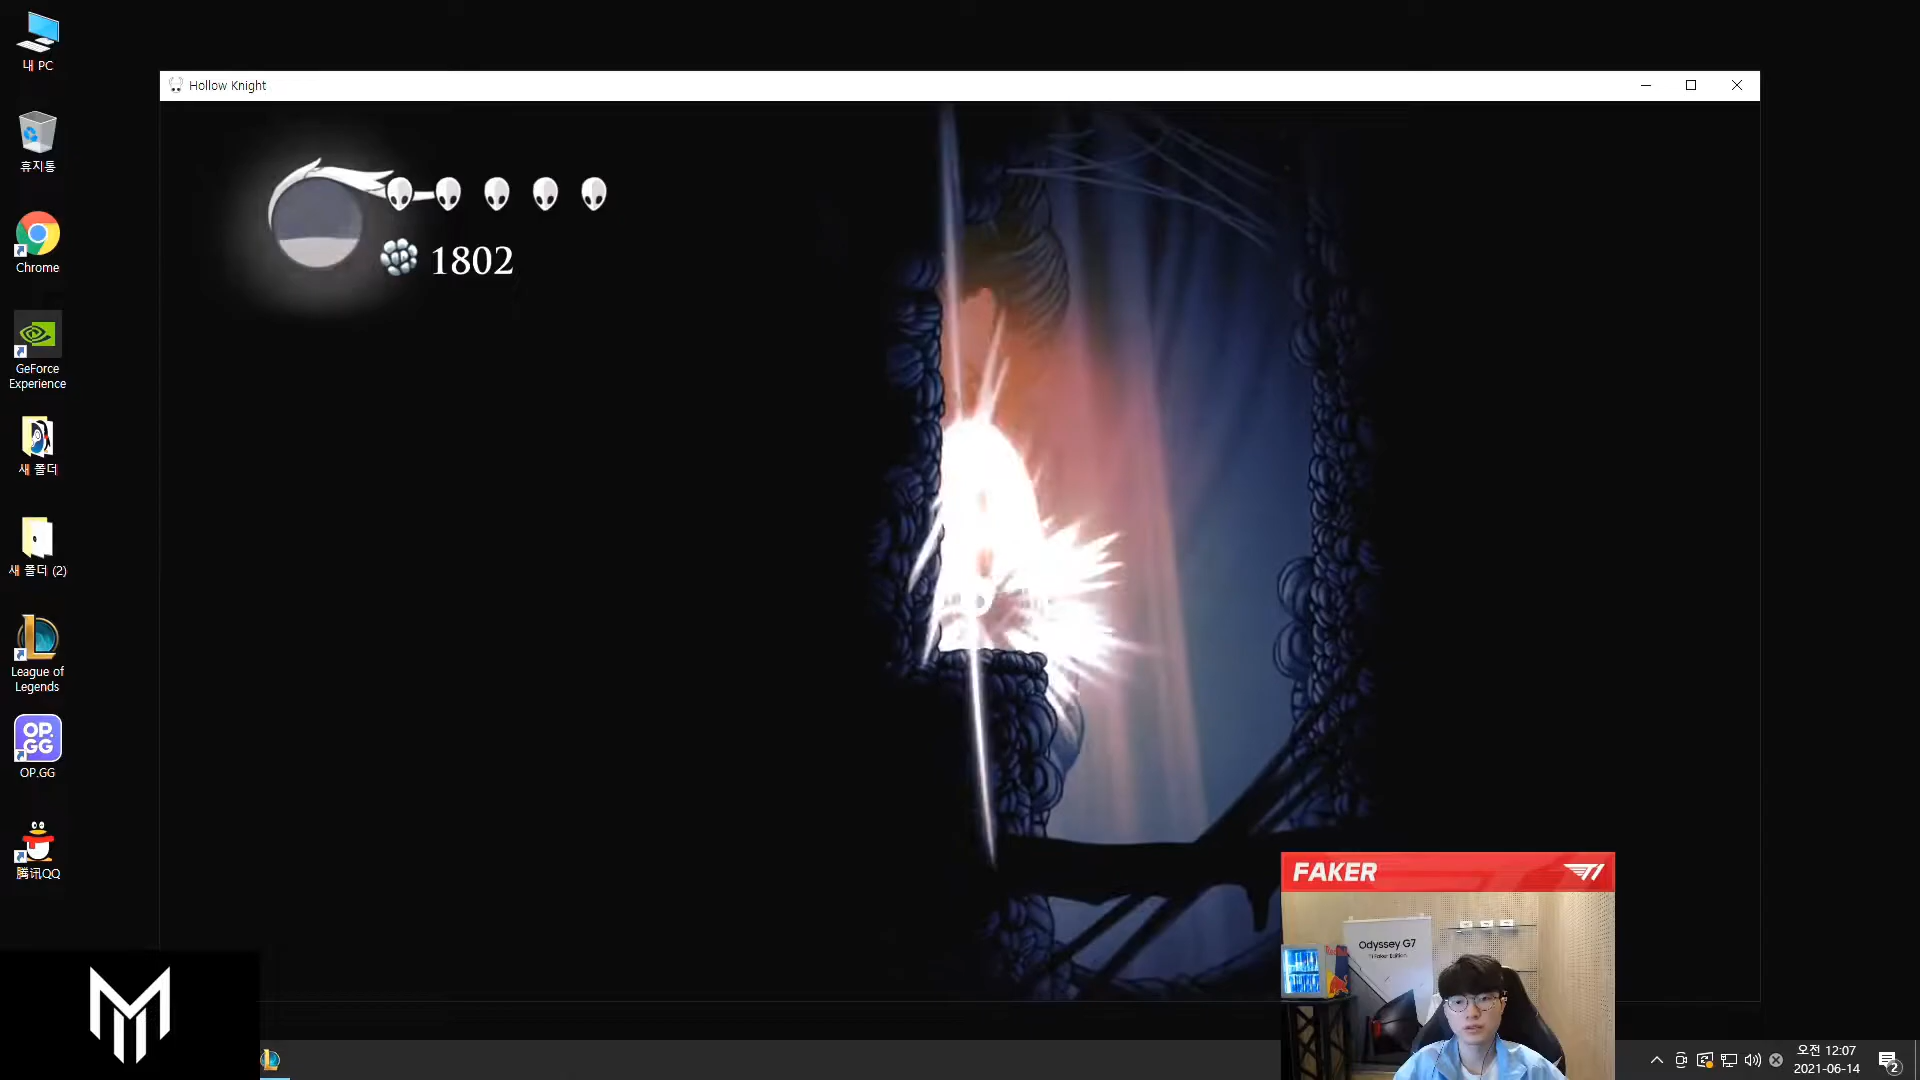 내 PC
휴지통
Chrome
GeForce
Experience
새 폴더
새 폴더 (2)
League of
Legends
OP.
GG
OP.GG
腾讯QQ
Hollow Knight
1802
FAKER
T1
Odyssey G7
오전 12:07
2021-06-14
2